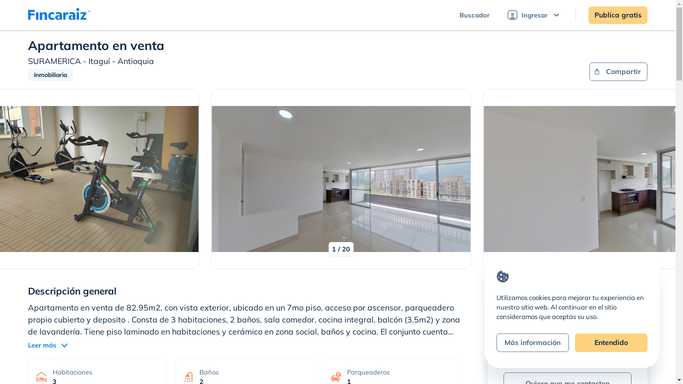 Fincaraiz
Buscador
Ingresar
Publica gratis
Apartamento en venta
SURAMERICA - Itaguí - Antioquia
Inmobiliaria
Compartir
1 / 20
Descripción general
Apartamento en venta de 82.95m2, con vista exterior, ubicado en un 7mo piso, acceso por ascensor, parqueadero
propio cubierto y deposito . Consta de 3 habitaciones, 2 baños, sala comedor, cocina integral, balcón (3,5m2) y zona
de lavandería. Tiene piso laminado en habitaciones y cerámico en zona social, baños y cocina. El conjunto cuenta...
Leer más
Habitaciones
3
Baños
2
Parqueaderos
1
Utilizamos cookies para mejorar tu experiencia en
nuestro sitio web. Al continuar en el sitio
consideramos que aceptas su uso.
Más información
Entendido
Quiero que me contacten